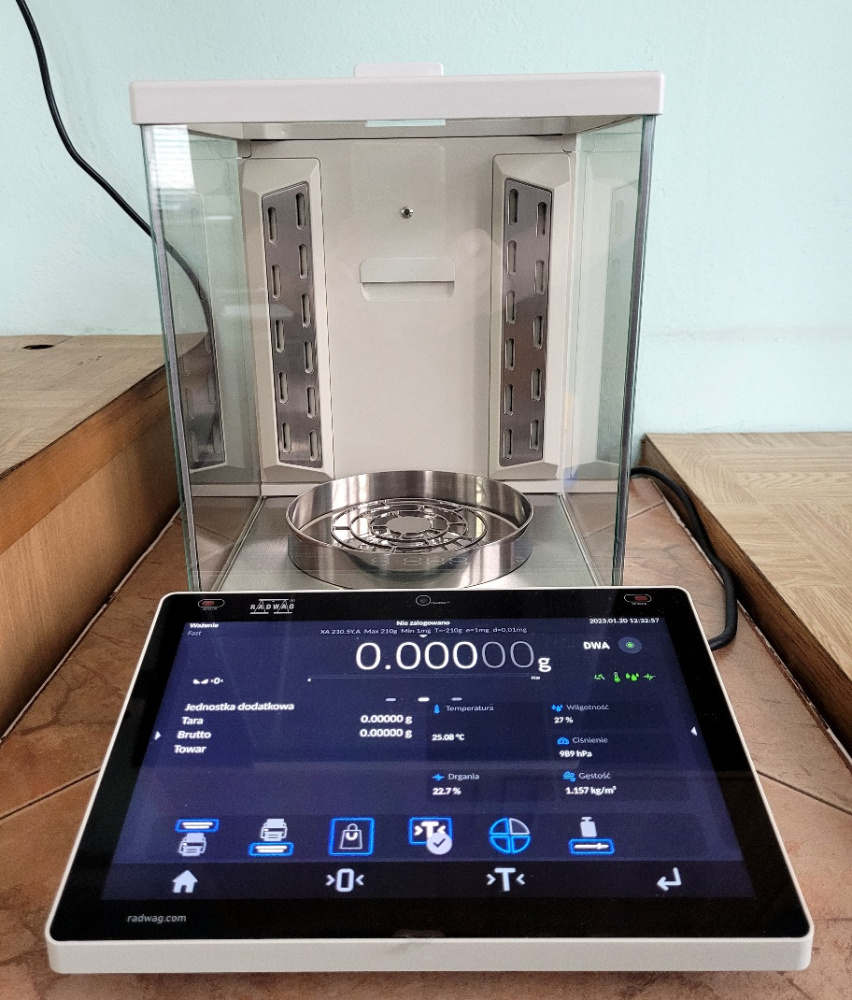 RADWAG
Ważenie
Nie zalogowano
2023.01.20 12:32:57
Fast
XA 210.5Y.A Max 210g Min 1mg T=-210g e=1mg d=0,01mg
0.00000 g
DWA
>0<
Jednostka dodatkowa
Tara 0.00000 g
Brutto 0.00000 g
Towar
Temperatura
25.08 °C
Wilgotność
27 %
Ciśnienie
989 hPa
Drgania
22.7 %
Gęstość
1.157 kg/m³
>T<
>0<
>T<
radwag.com